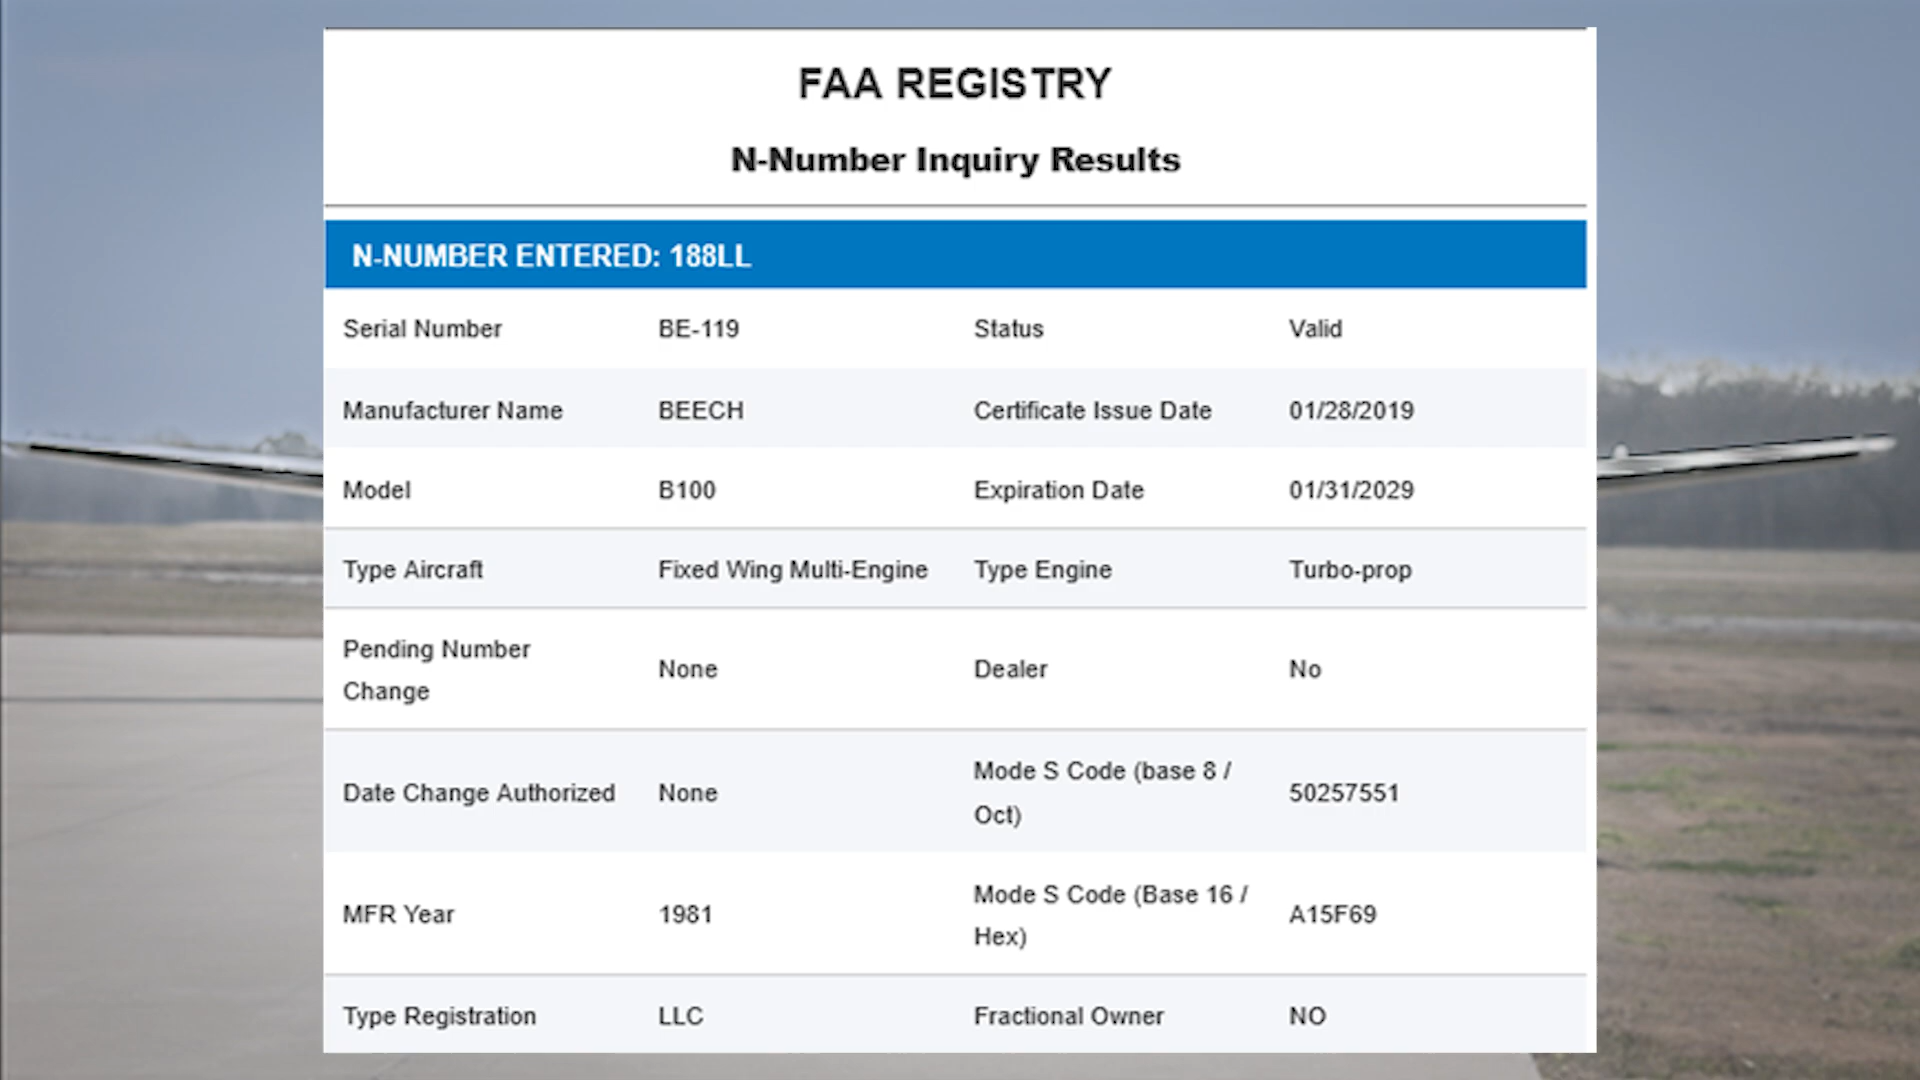 FAA REGISTRY
N-Number Inquiry Results
N-NUMBER ENTERED: 188LL
Serial Number BE-119 Status Valid
Manufacturer Name BEECH Certificate Issue Date 01/28/2019
Model B100 Expiration Date 01/31/2029
Type Aircraft Fixed Wing Multi-Engine Type Engine Turbo-prop
Pending Number
Change
None Dealer No
Date Change Authorized None
Mode S Code (base 8 /
Oct)
50257551
MFR Year 1981
Mode S Code (Base 16 /
Hex)
A15F69
Type Registration LLC Fractional Owner NO